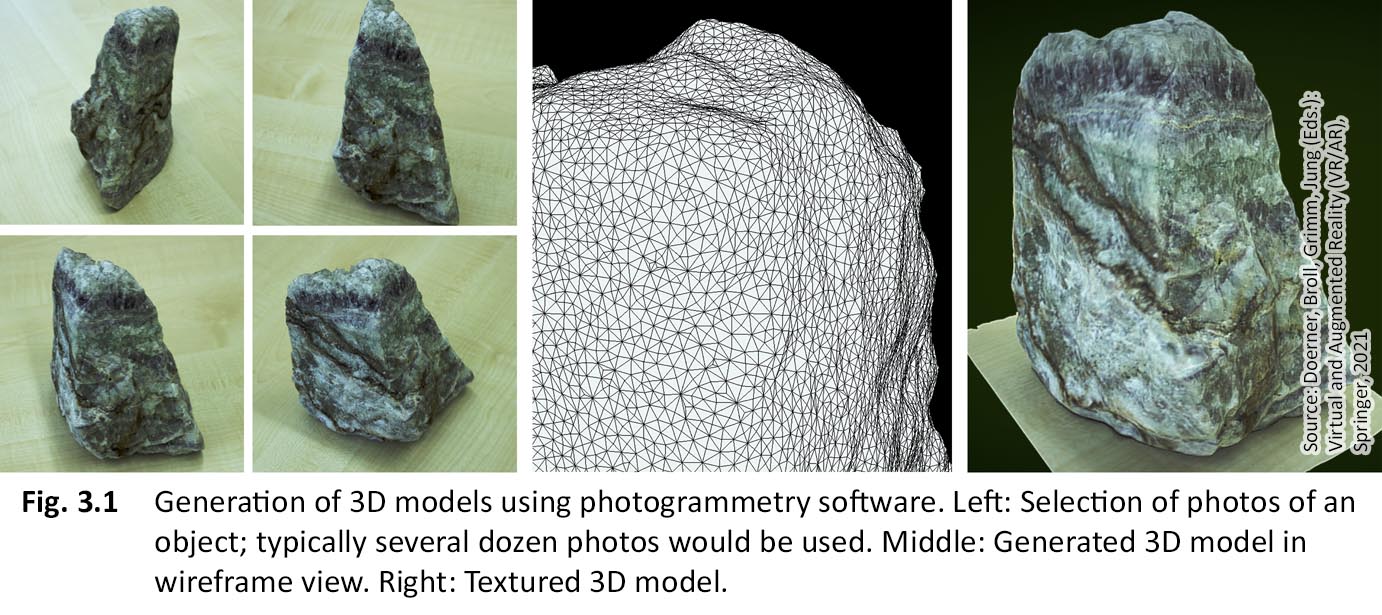 Source: Doerner, Broll, Grimm, Jung (Eds.):
Virtual and Augmented Reality (VR/AR),
Springer, 2021
Fig. 3.1 Generation of 3D models using photogrammetry software. Left: Selection of photos of an
object; typically several dozen photos would be used. Middle: Generated 3D model in
wireframe view. Right: Textured 3D model.